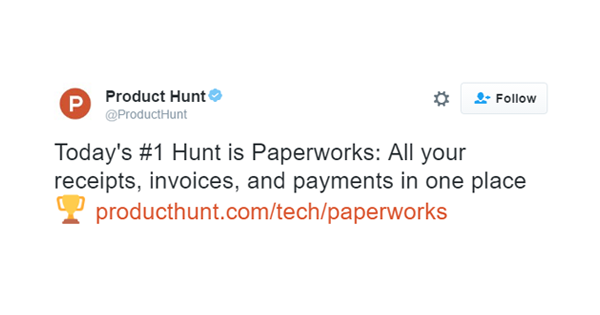 P
Product Hunt
@ProductHunt
Follow
Today's #1 Hunt is Paperworks: All your
receipts, invoices, and payments in one place
🏆 producthunt.com/tech/paperworks